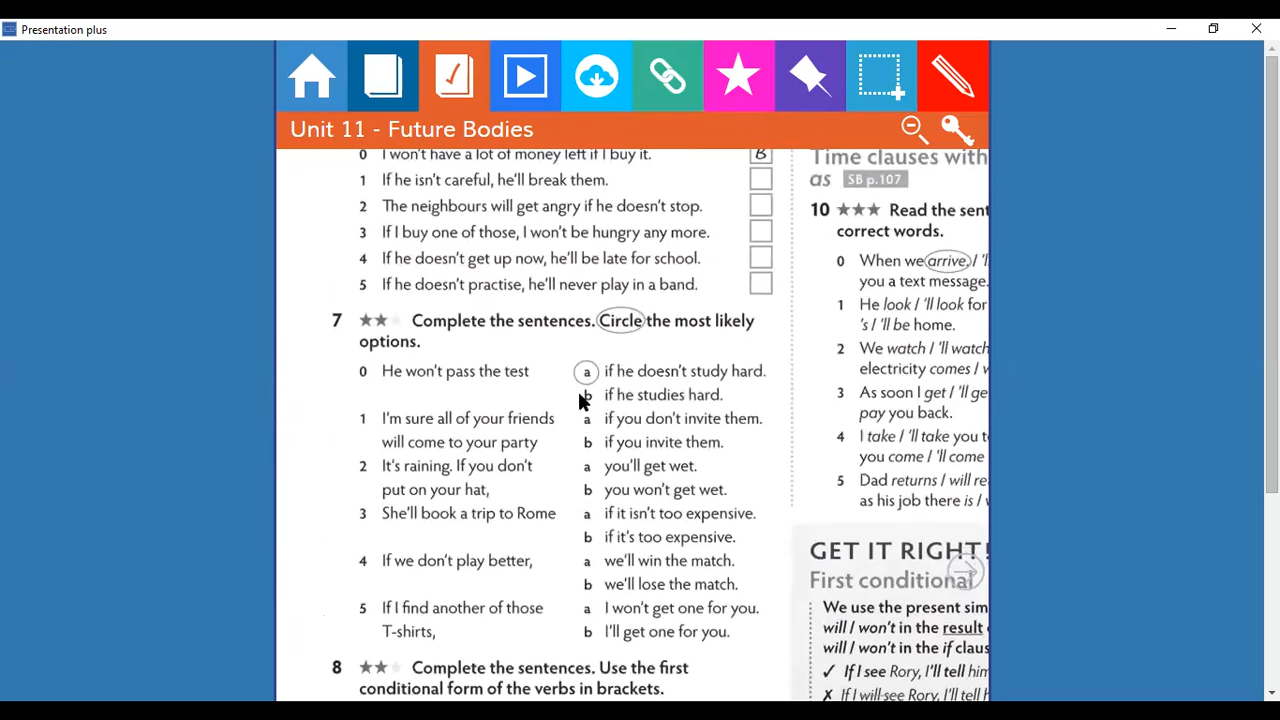 Presentation plus
Unit 11 - Future Bodies
0 I won't have a lot of money left if I buy it. B
1 If he isn't careful, he'll break them.
2 The neighbours will get angry if he doesn't stop.
3 If I buy one of those, I won't be hungry any more.
4 If he doesn't get up now, he'll be late for school.
5 If he doesn't practise, he'll never play in a band.
7 ★★★ Complete the sentences. Circle the most likely
options.
0 He won't pass the test a if he doesn't study hard.
b if he studies hard.
1 I'm sure all of your friends a if you don't invite them.
will come to your party b if you invite them.
2 It's raining. If you don't a you'll get wet.
put on your hat, b you won't get wet.
3 She'll book a trip to Rome a if it isn't too expensive.
b if it's too expensive.
4 If we don't play better, a we'll win the match.
b we'll lose the match.
5 If I find another of those a I won't get one for you.
T-shirts, b I'll get one for you.
8 ★★★ Complete the sentences. Use the first
conditional form of the verbs in brackets.
Time clauses with
as SB p.107
10 ★★★ Read the sent
correct words.
0 When we arrive / 'l
you a text message.
1 He look / 'll look for
's / 'll be home.
2 We watch / 'll watch
electricity comes / w
3 As soon I get / 'll ge
pay you back.
4 I take / 'll take you t
you come / 'll come
5 Dad returns / will re
as his job there is / w
GET IT RIGHT!
First conditional
We use the present sim
will / won't in the result
will / won't in the if claus
✓ If I see Rory, I'll tell him
✗ If I will see Rory, I'll tell h